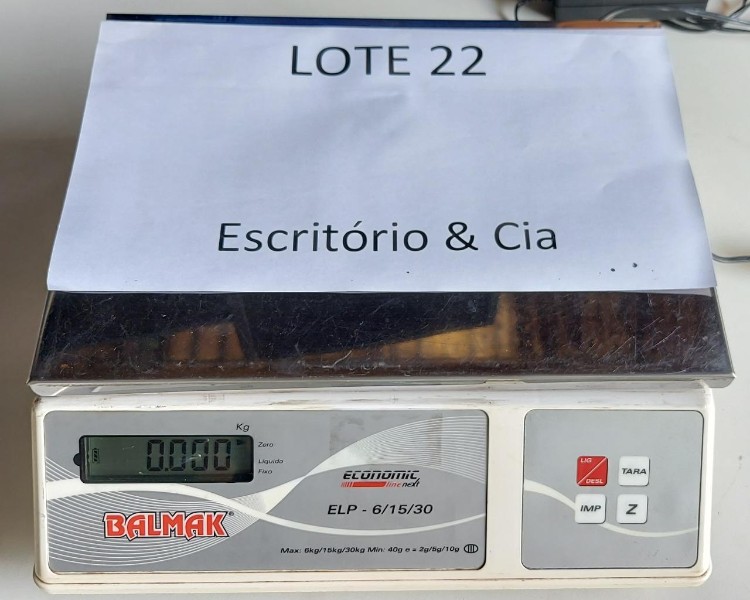 LOTE 22
Escritório & Cia
Kg
0.000
Zero
Líquido
Fixo
ECONOMIC
line next
ELP - 6/15/30
BALMAK®
Max: 6kg/15kg/30kg Min: 40g e = 2g/5g/10g III
LIG
DESL
TARA
IMP
Z